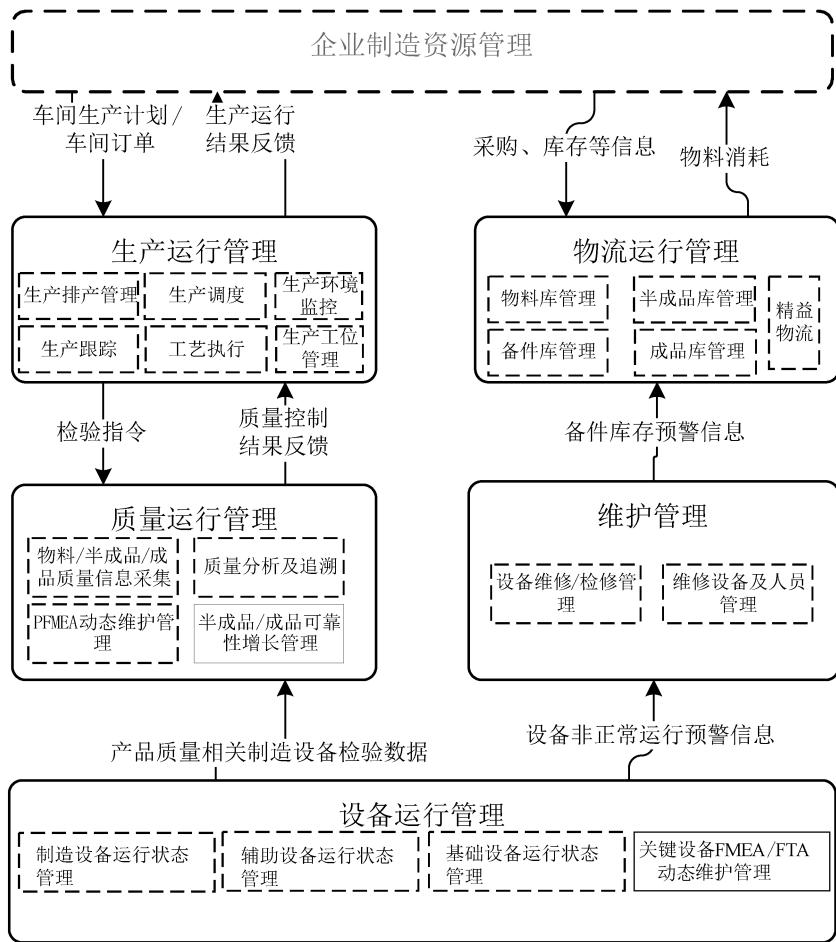 企业制造资源管理
车间生产计划/
车间订单
生产运行
结果反馈
采购、库存等信息
物料消耗
生产运行管理
生产排产管理
生产调度
生产环境
监控
生产跟踪
工艺执行
生产工位
管理
物流运行管理
物料库管理
半成品库管理
精益
物流
备件库管理
成品库管理
检验指令
质量控制
结果反馈
备件库存预警信息
质量运行管理
物料/半成品/成
品质量信息采集
质量分析及追溯
PFMEA动态维护管
理
半成品/成品可靠
性增长管理
维护管理
设备维修/检修管
理
维修设备及人员
管理
产品质量相关制造设备检验数据
设备非正常运行预警信息
设备运行管理
制造设备运行状态
管理
辅助设备运行状态
管理
基础设备运行状态
管理
关键设备FMEA/FTA
动态维护管理